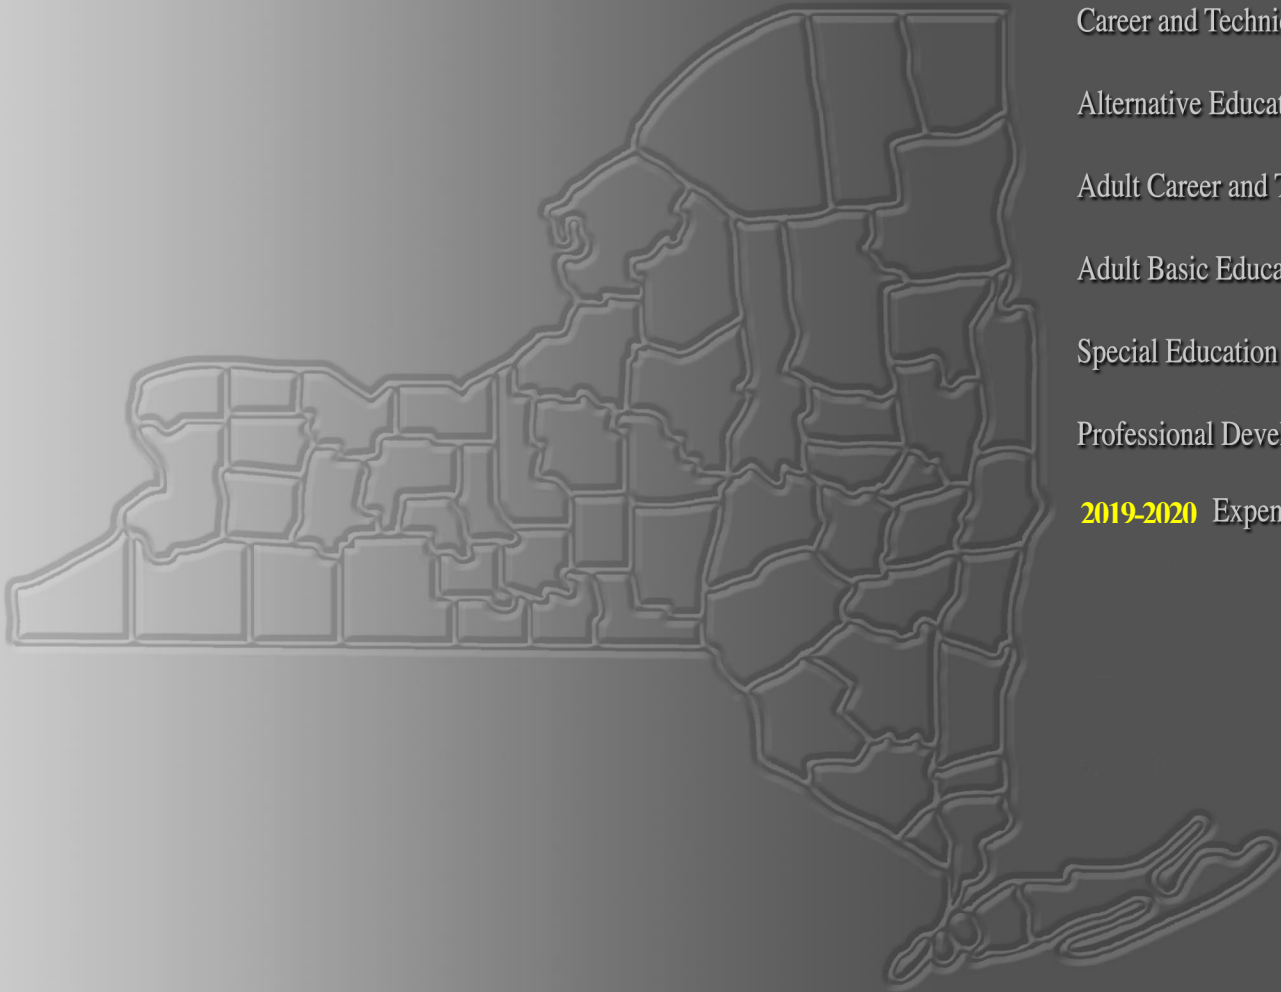 Career and Techni
Alternative Educat
Adult Career and T
Adult Basic Educa
Special Education
Professional Deve
2019-2020 Expen